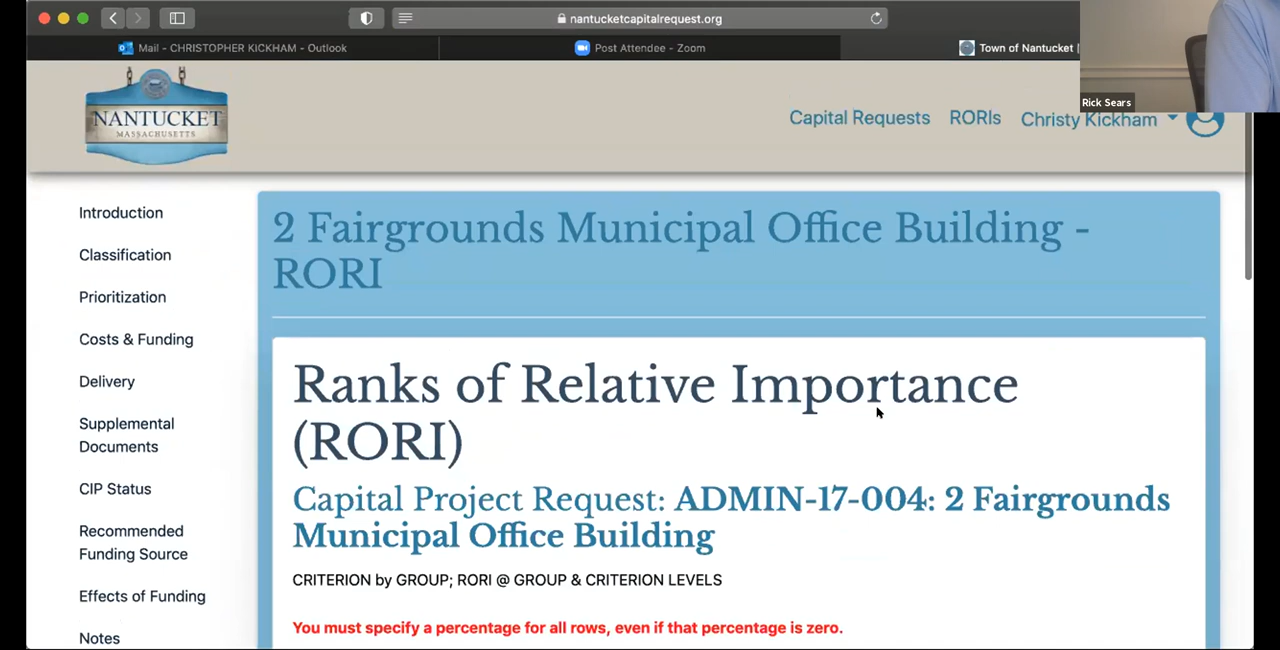 nantucketcapitalrequest.org
Mail - CHRISTOPHER KICKHAM - Outlook
Post Attendee - Zoom
Town of Nantucket |
Rick Sears
NANTUCKET
MASSACHUSETTS
Capital Requests
RORIs
Christy Kickham
Introduction
Classification
Prioritization
Costs & Funding
Delivery
Supplemental
Documents
CIP Status
Recommended
Funding Source
Effects of Funding
Notes
2 Fairgrounds Municipal Office Building -
RORI
Ranks of Relative Importance
(RORI)
Capital Project Request: ADMIN-17-004: 2 Fairgrounds
Municipal Office Building
CRITERION by GROUP; RORI @ GROUP & CRITERION LEVELS
You must specify a percentage for all rows, even if that percentage is zero.